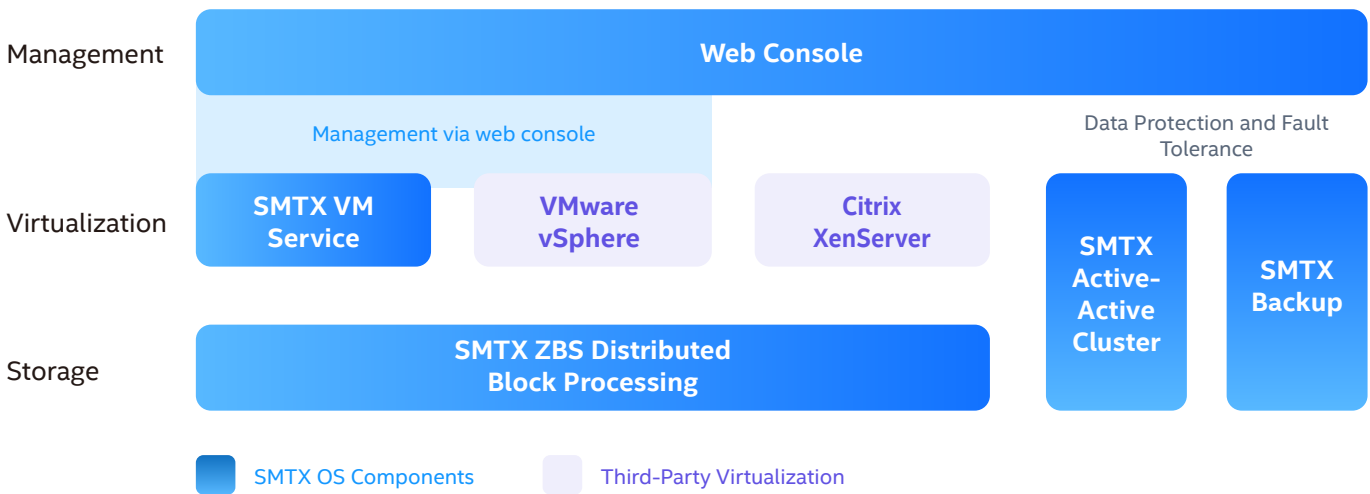 Management
Web Console
Management via web console
Data Protection and Fault
Tolerance
Virtualization
SMTX VM
Service
VMware
vSphere
Citrix
XenServer
SMTX
Active-
Active
Cluster
SMTX
Backup
Storage
SMTX ZBS Distributed
Block Processing
SMTX OS Components
Third-Party Virtualization